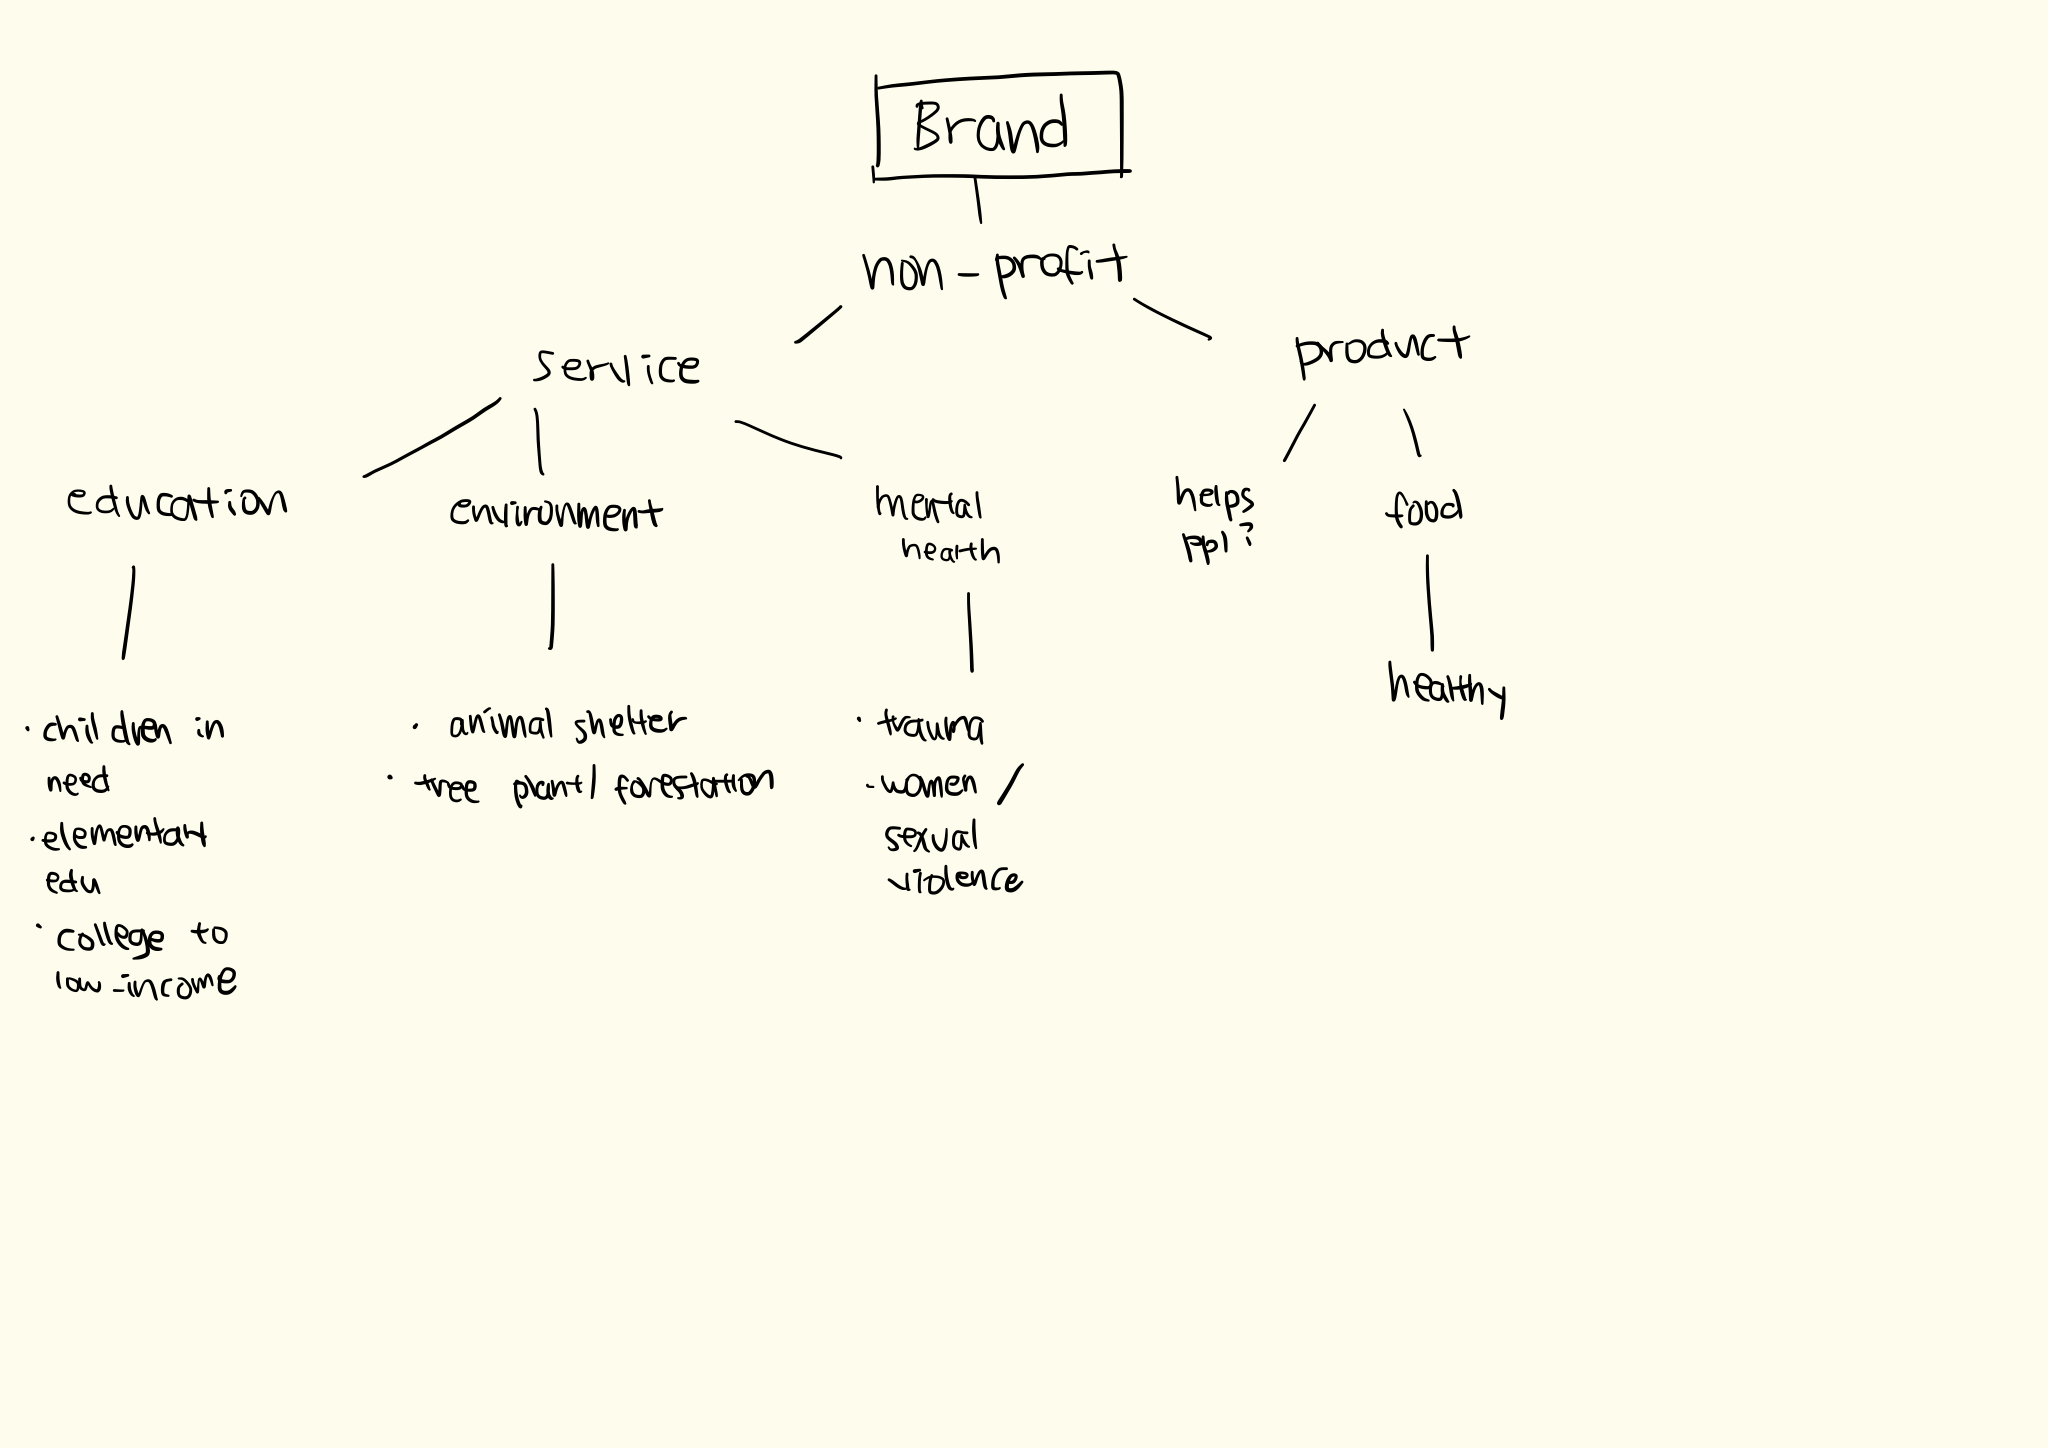 Brand
non-profit
service
product
education
environment
mental
health
helps
ppl?
food
healthy
· children in
need
· elementary
edu
· college to
low-income
· animal shelter
· tree plant/ forestation
· trauma
- women /
sexual
violence